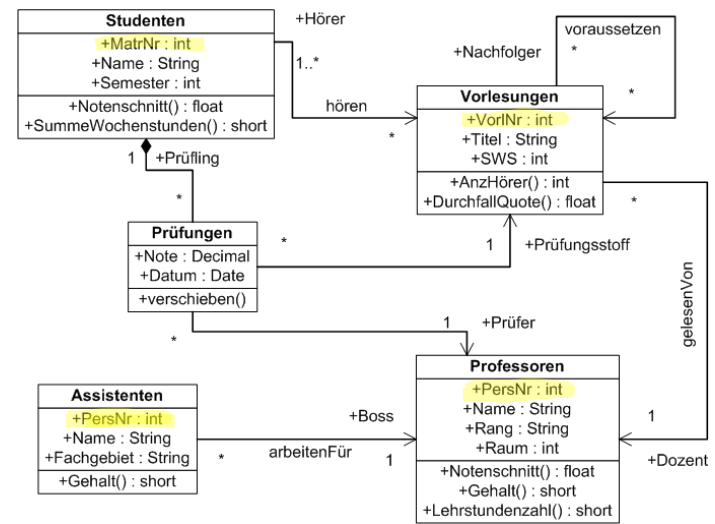 Studenten
+MatrNr : int
+Name : String
+Semester : int
+Notenschnitt() : float
+SummeWochenstunden() : short
+Hörer
1..*
hören
*
+Nachfolger
voraussetzen
*
*
Vorlesungen
+VorlNr : int
+Titel : String
+SWS : int
+AnzHörer() : int
+DurchfallQuote() : float
1
+Prüfling
*
Prüfungen
+Note : Decimal
+Datum : Date
+verschieben()
*
1
+Prüfungsstoff
*
gelesenVon
*
1
+Prüfer
Professoren
+PersNr : int
+Name : String
+Rang : String
+Raum : int
+Notenschnitt() : float
+Gehalt() : short
+Lehrstundenzahl() : short
1
+Dozent
Assistenten
+PersNr : int
+Name : String
+Fachgebiet : String
+Gehalt() : short
+Boss
*
arbeitenFür
1